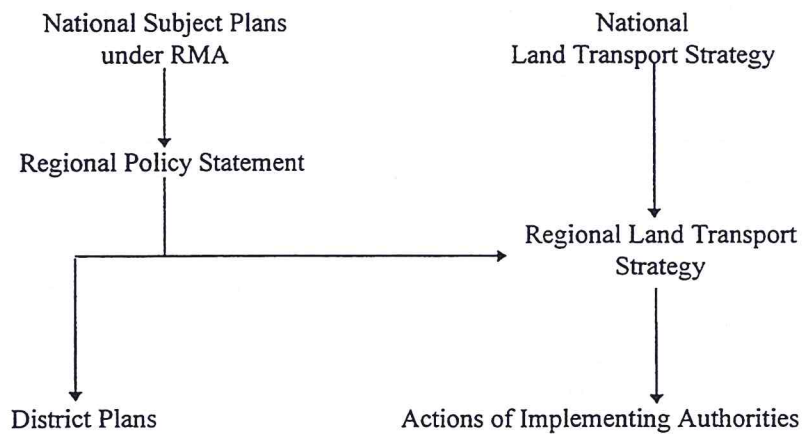 National Subject Plans
under RMA
National
Land Transport Strategy
Regional Policy Statement
Regional Land Transport
Strategy
District Plans
Actions of Implementing Authorities